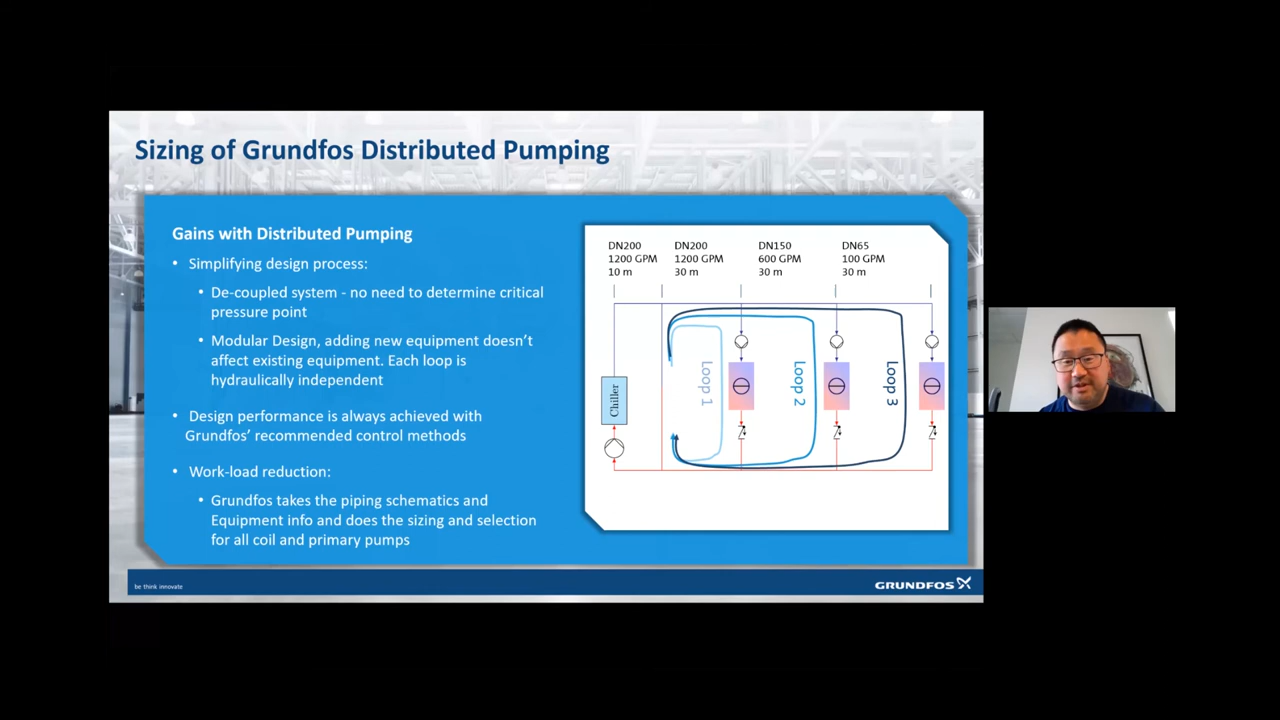 Sizing of Grundfos Distributed Pumping
Gains with Distributed Pumping
• Simplifying design process:
• De-coupled system - no need to determine critical
pressure point
• Modular Design, adding new equipment doesn't
affect existing equipment. Each loop is
hydraulically independent
• Design performance is always achieved with
Grundfos' recommended control methods
• Work-load reduction:
• Grundfos takes the piping schematics and
Equipment info and does the sizing and selection
for all coil and primary pumps
DN200 DN200 DN150 DN65
1200 GPM 1200 GPM 600 GPM 100 GPM
10 m 30 m 30 m 30 m
Chiller
Loop 1
Loop 2
Loop 3
be think innovate
GRUNDFOS